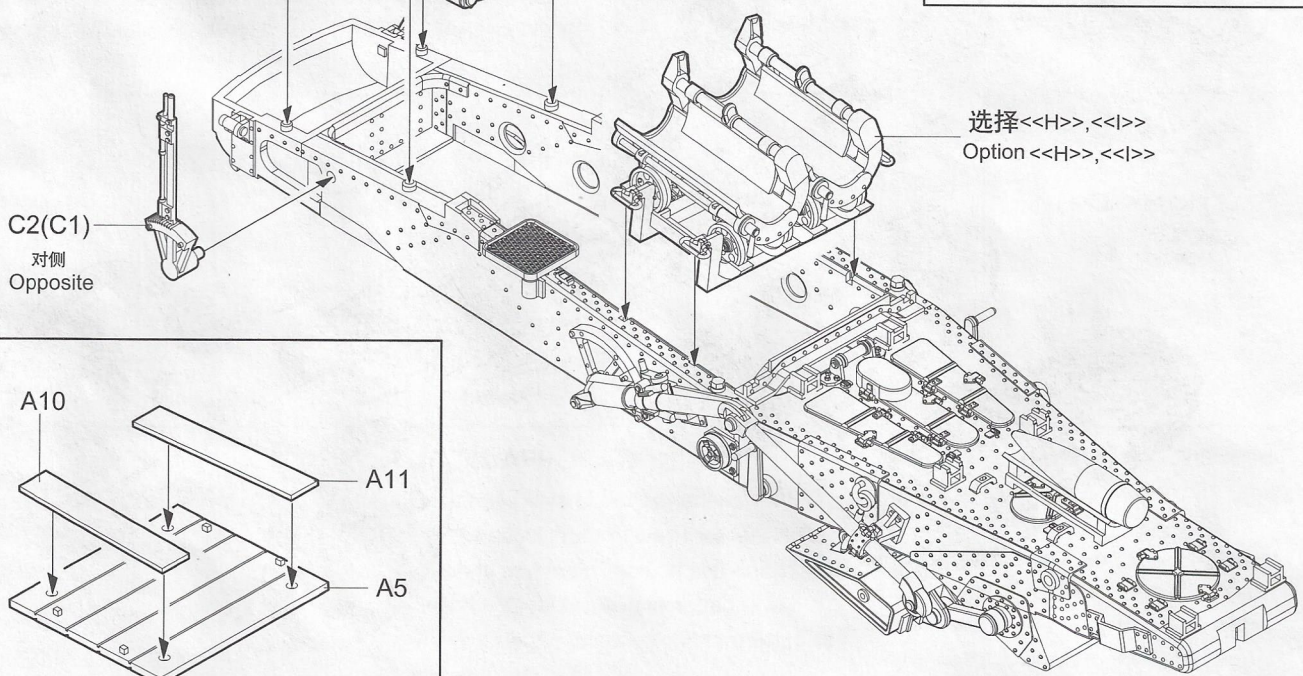 选择<<H>>,<<I>>
Option <<H>>,<<I>>
C2(C1)
对侧
Opposite
A10
A11
A5